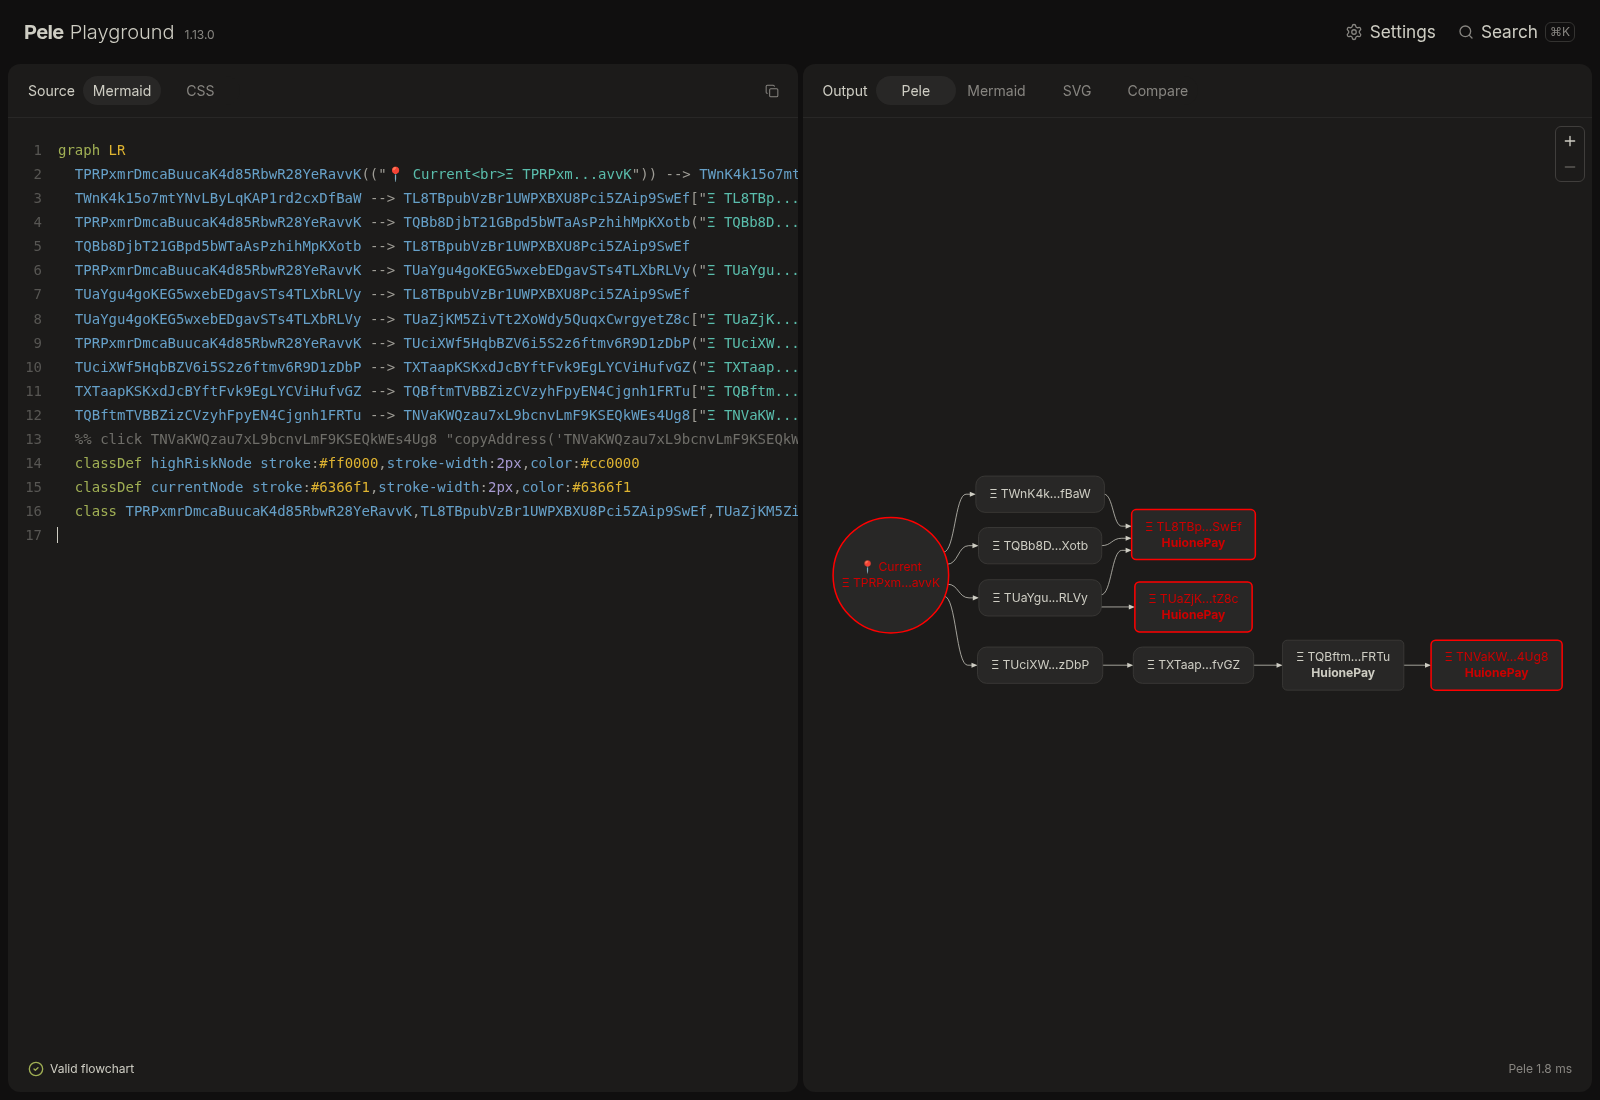 Pele Playground 1.13.0
Settings
Search ⌘K
Source Mermaid CSS
Output Pele Mermaid SVG Compare
1 graph LR
2 TPRPxmrDmcaBuucaK4d85RbwR28YeRavvK(("📍 Current<br>Ξ TPRPxm...avvK")) --> TWnK4k15o7mt
3 TWnK4k15o7mtYNvLByLqKAP1rd2cxDfBaW --> TL8TBpubVzBr1UWPXBXU8Pci5ZAip9SwEf["Ξ TL8TBp...
4 TPRPxmrDmcaBuucaK4d85RbwR28YeRavvK --> TQBb8DjbT21GBpd5bWTaAsPzhihMpKXotb("Ξ TQBb8D...
5 TQBb8DjbT21GBpd5bWTaAsPzhihMpKXotb --> TL8TBpubVzBr1UWPXBXU8Pci5ZAip9SwEf
6 TPRPxmrDmcaBuucaK4d85RbwR28YeRavvK --> TUaYgu4goKEG5wxebEDgavSTs4TLXbRLVy("Ξ TUaYgu...
7 TUaYgu4goKEG5wxebEDgavSTs4TLXbRLVy --> TL8TBpubVzBr1UWPXBXU8Pci5ZAip9SwEf
8 TUaYgu4goKEG5wxebEDgavSTs4TLXbRLVy --> TUaZjKM5ZivTt2XoWdy5QuqxCwrgyetZ8c["Ξ TUaZjK...
9 TPRPxmrDmcaBuucaK4d85RbwR28YeRavvK --> TUciXWf5HqbBZV6i5S2z6ftmv6R9D1zDbP("Ξ TUciXW...
10 TUciXWf5HqbBZV6i5S2z6ftmv6R9D1zDbP --> TXTaapKSKxdJcBYftFvk9EgLYCViHufvGZ("Ξ TXTaap...
11 TXTaapKSKxdJcBYftFvk9EgLYCViHufvGZ --> TQBftmTVBBZizCVzyhFpyEN4Cjgnh1FRTu["Ξ TQBftm...
12 TQBftmTVBBZizCVzyhFpyEN4Cjgnh1FRTu --> TNVaKWQzau7xL9bcnvLmF9KSEQkWEs4Ug8["Ξ TNVaKW...
13 %% click TNVaKWQzau7xL9bcnvLmF9KSEQkWEs4Ug8 "copyAddress('TNVaKWQzau7xL9bcnvLmF9KSEQkW
14 classDef highRiskNode stroke:#ff0000,stroke-width:2px,color:#cc0000
15 classDef currentNode stroke:#6366f1,stroke-width:2px,color:#6366f1
16 class TPRPxmrDmcaBuucaK4d85RbwR28YeRavvK,TL8TBpubVzBr1UWPXBXU8Pci5ZAip9SwEf,TUaZjKM5Zi
17
📍 Current
Ξ TPRPxm...avvK
Ξ TWnK4k...fBaW
Ξ TQBb8D...Xotb
Ξ TUaYgu...RLVy
Ξ TUciXW...zDbP
Ξ TL8TBp...SwEf
HuionePay
Ξ TUaZjK...tZ8c
HuionePay
Ξ TXTaap...fvGZ
Ξ TQBftm...FRTu
HuionePay
Ξ TNVaKW...4Ug8
HuionePay
Valid flowchart
Pele 1.8 ms